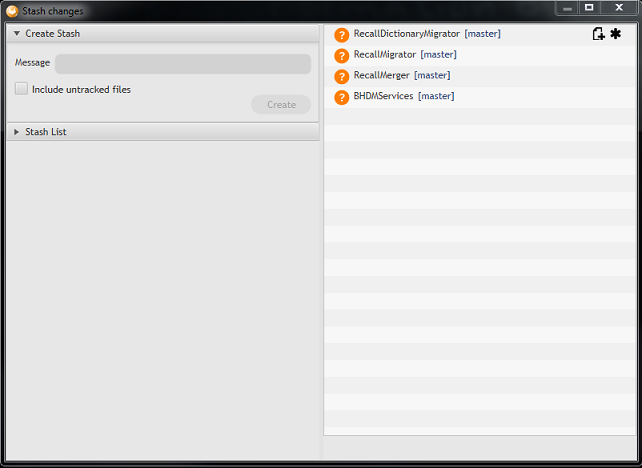 Stash changes
Create Stash
Message
Include untracked files
Create
Stash List
RecallDictionaryMigrator [master]
RecallMigrator [master]
RecallMerger [master]
BHDMServices [master]